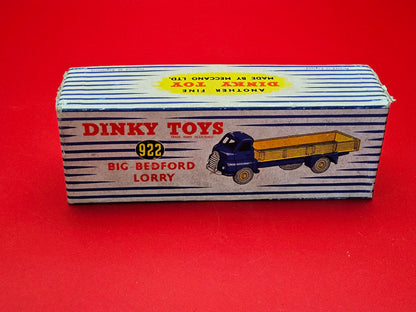 ANOTHER FINE
DINKY TOY
MADE BY MECCANO LTD.
DINKY TOYS
922
BIG BEDFORD
LORRY